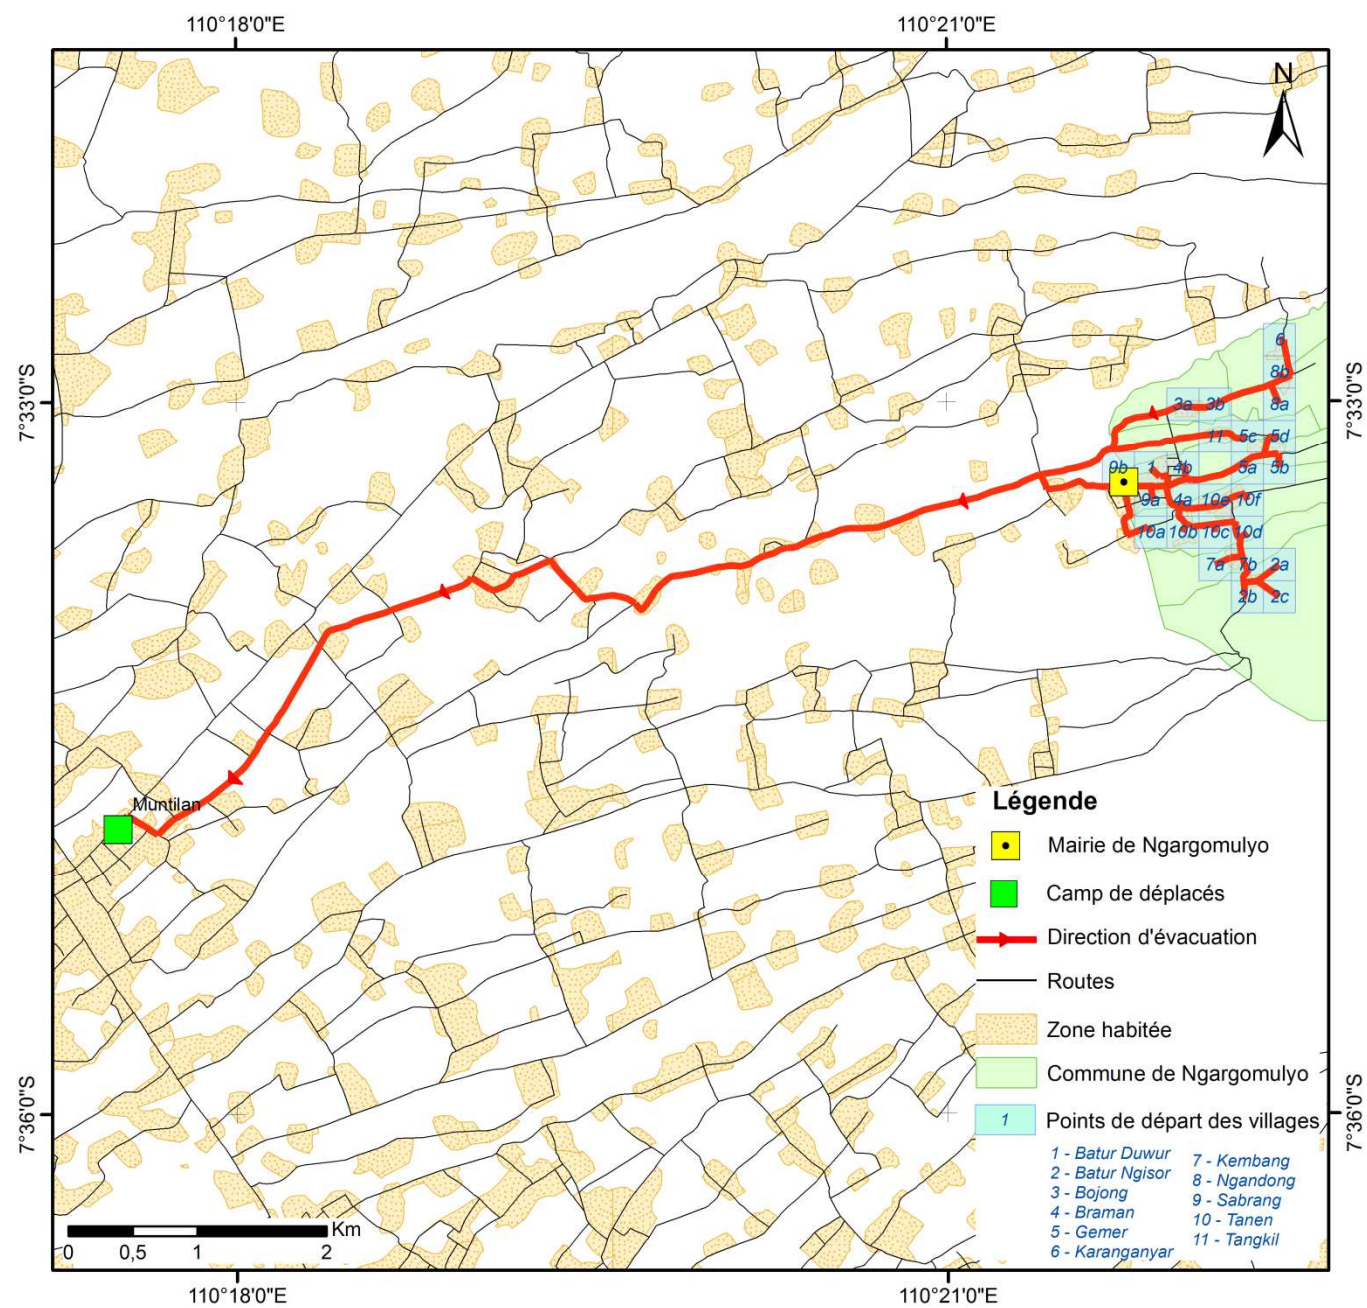 110°18'0"E
110°21'0"E
N
7°33'0"S
7°33'0"S
6
8b
3a
3b
8a
11
5c
5d
9b
1
4b
5a
5b
9a
4a
10e
10f
10a
10b
10c
10d
7a
7b
2a
2b
2c
Muntilan
Légende
Mairie de Ngargomulyo
Camp de déplacés
Direction d'évacuation
Routes
Zone habitée
Commune de Ngargomulyo
1
Points de départ des villages
1 - Batur Duwur
2 - Batur Ngisor
3 - Bojong
4 - Braman
5 - Gemer
6 - Karanganyar
7 - Kembang
8 - Ngandong
9 - Sabrang
10 - Tanen
11 - Tangkil
7°36'0"S
7°36'0"S
Km
0
0,5
1
2
110°18'0"E
110°21'0"E